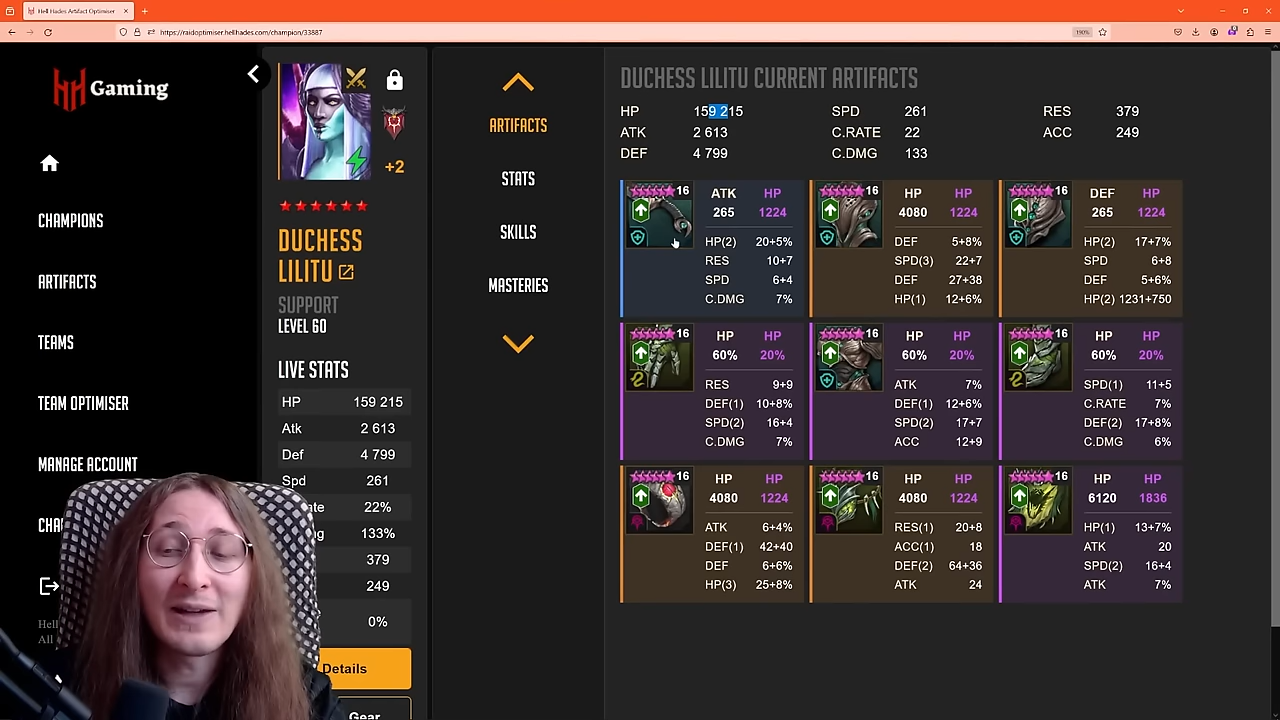 Hell Hades Artifact Optimiser
https://raidoptimiser.hellhades.com/champion/33887
190%
Gaming
CHAMPIONS
ARTIFACTS
TEAMS
TEAM OPTIMISER
MANAGE ACCOUNT
CHA
Hell
All
+2
DUCHESS
LILITU
SUPPORT
LEVEL 60
LIVE STATS
HP 159 215
Atk 2 613
Def 4 799
Spd 261
te 22%
133%
379
249
0%
Details
Gear
ARTIFACTS
STATS
SKILLS
MASTERIES
DUCHESS LILITU CURRENT ARTIFACTS
HP 159 215 SPD 261 RES 379
ATK 2 613 C.RATE 22 ACC 249
DEF 4 799 C.DMG 133
16 ATK HP
265 1224
HP(2) 20+5%
RES 10+7
SPD 6+4
C.DMG 7%
16 HP HP
4080 1224
DEF 5+8%
SPD(3) 22+7
DEF 27+38
HP(1) 12+6%
16 DEF HP
265 1224
HP(2) 17+7%
SPD 6+8
DEF 5+6%
HP(2) 1231+750
16 HP HP
60% 20%
RES 9+9
DEF(1) 10+8%
SPD(2) 16+4
C.DMG 7%
16 HP HP
60% 20%
ATK 7%
DEF(1) 12+6%
SPD(2) 17+7
ACC 12+9
16 HP HP
60% 20%
SPD(1) 11+5
C.RATE 7%
DEF(2) 17+8%
C.DMG 6%
16 HP HP
4080 1224
ATK 6+4%
DEF(1) 42+40
DEF 6+6%
HP(3) 25+8%
16 HP HP
4080 1224
RES(1) 20+8
ACC(1) 18
DEF(2) 64+36
ATK 24
16 HP HP
6120 1836
HP(1) 13+7%
ATK 20
SPD(2) 16+4
ATK 7%